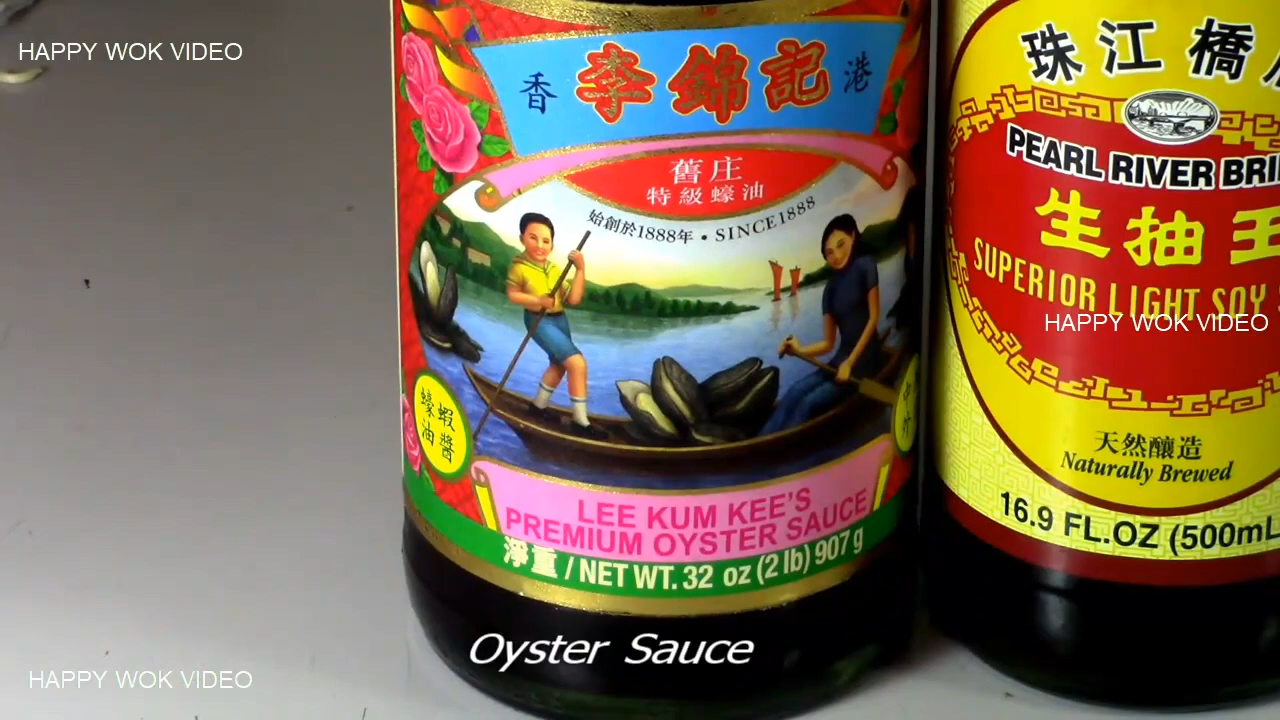 HAPPY WOK VIDEO
香 李錦記 港
舊庄
特級蠔油
始創於1888年 • SINCE 1888
蠔油
蝦醬
LEE KUM KEE'S
PREMIUM OYSTER SAUCE
淨重 / NET WT. 32 oz (2 lb) 907 g
Oyster Sauce
珠江橋
PEARL RIVER
生抽王
SUPERIOR LIGHT SOY
HAPPY WOK VIDEO
天然釀造
Naturally Brewed
16.9 FL.OZ (500mL
HAPPY WOK VIDEO